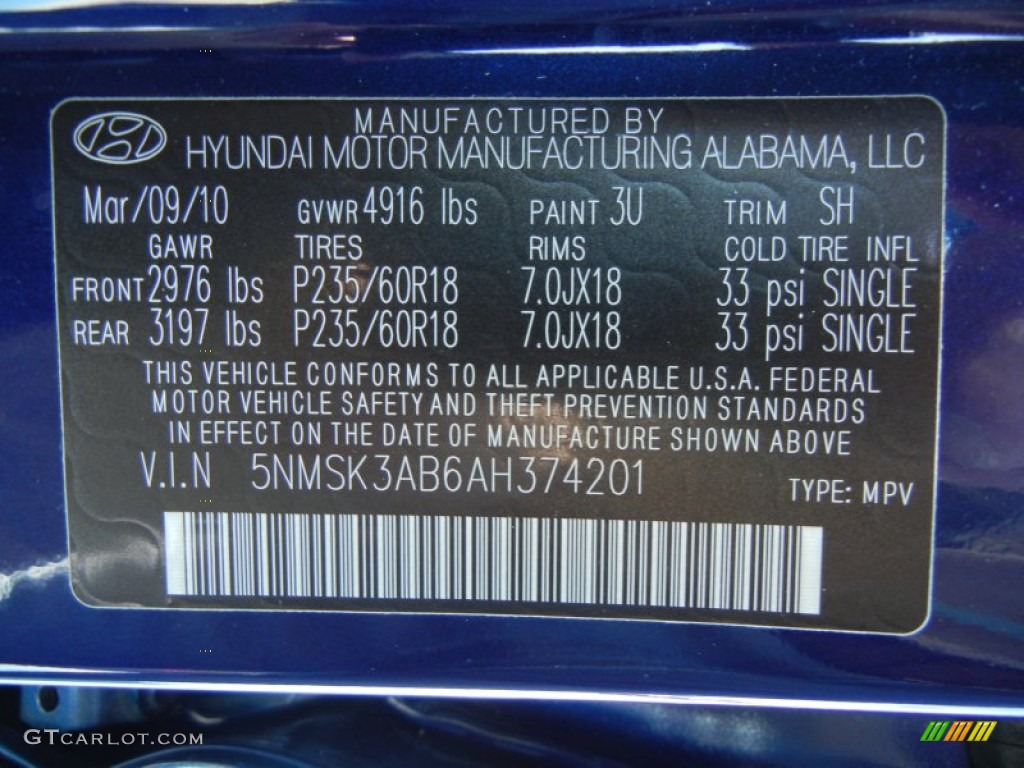 MANUFACTURED BY
HYUNDAI MOTOR MANUFACTURING ALABAMA, LLC
Mar/09/10 GVWR 4916 lbs PAINT 3U TRIM SH
GAWR TIRES RIMS COLD TIRE INFL
FRONT 2976 lbs P235/60R18 7.0JX18 33 psi SINGLE
REAR 3197 lbs P235/60R18 7.0JX18 33 psi SINGLE
THIS VEHICLE CONFORMS TO ALL APPLICABLE U.S.A. FEDERAL
MOTOR VEHICLE SAFETY AND THEFT PREVENTION STANDARDS
IN EFFECT ON THE DATE OF MANUFACTURE SHOWN ABOVE
V.I.N 5NMSK3AB6AH374201 TYPE: MPV
GTCARLOT.COM